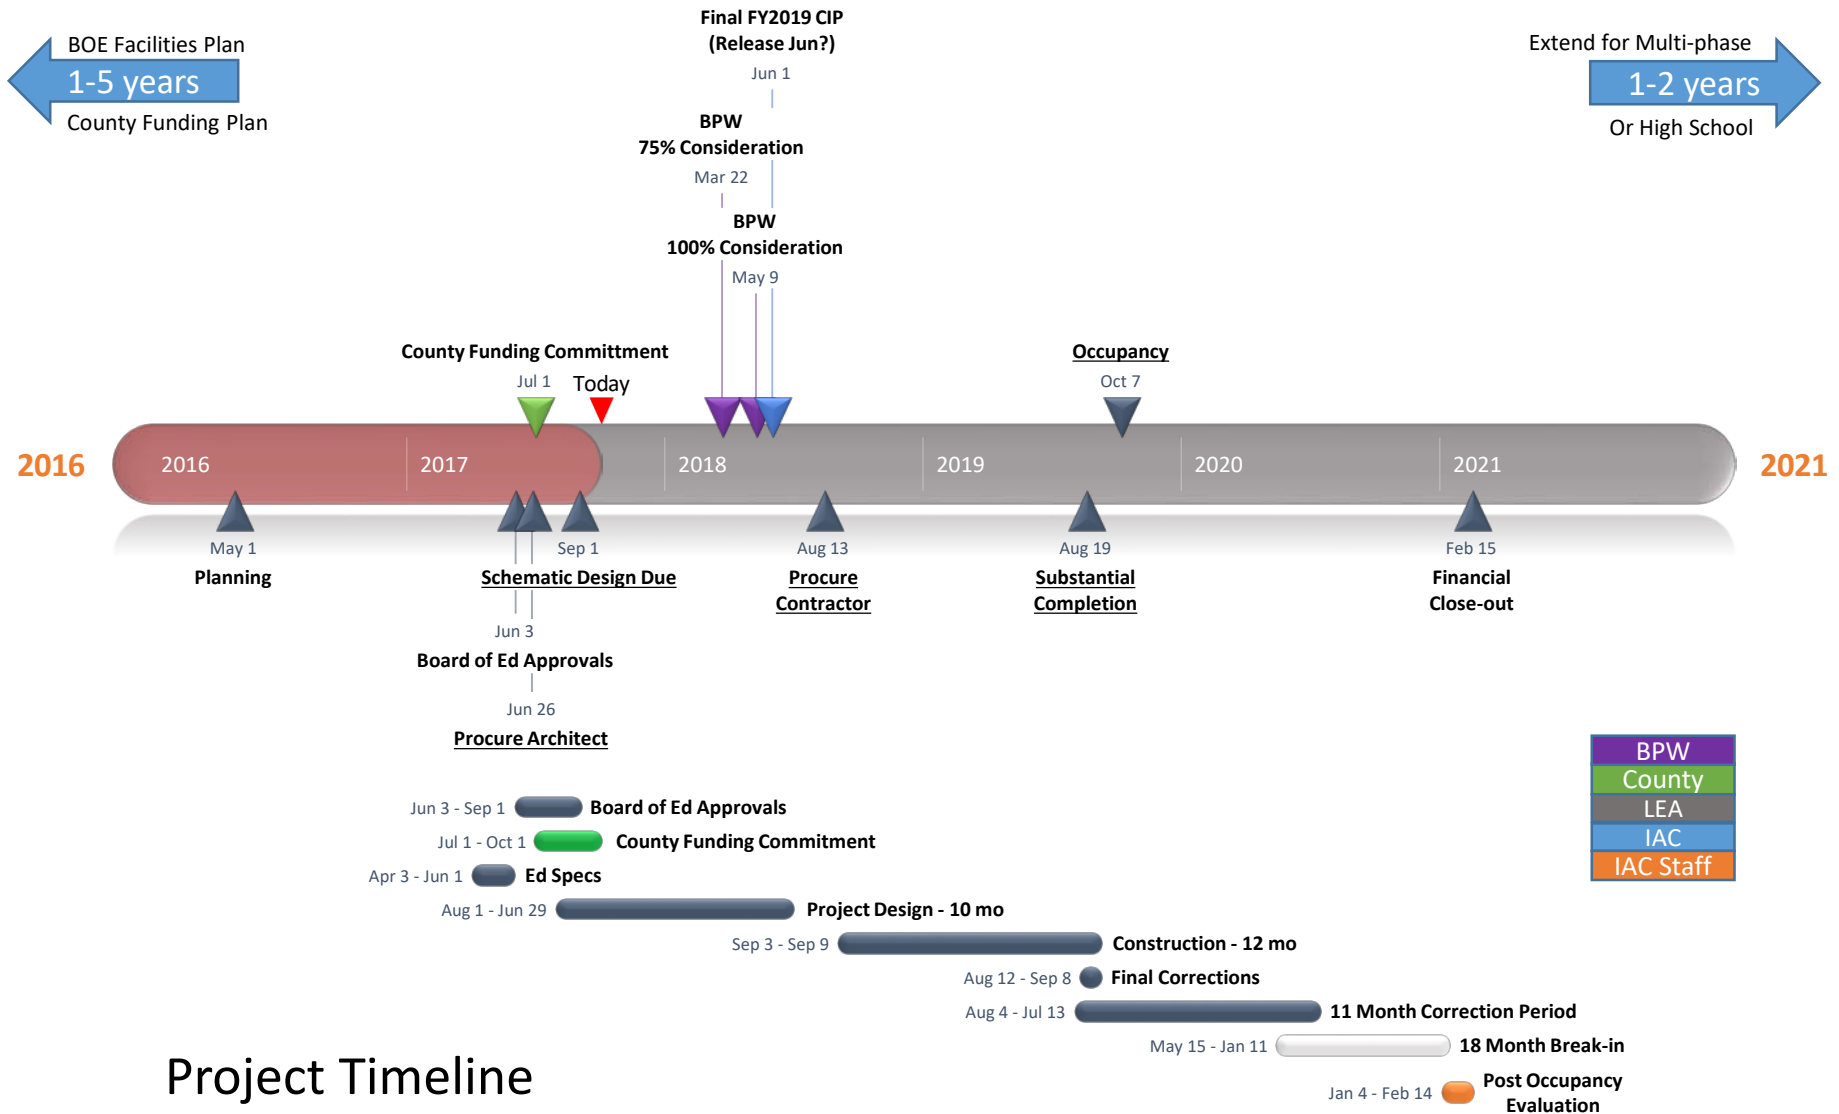 Final FY2019 CIP
(Release Jun?)
Jun 1
BOE Facilities Plan
1-5 years
County Funding Plan
Extend for Multi-phase
1-2 years
Or High School
BPW
75% Consideration
Mar 22
BPW
100% Consideration
May 9
County Funding Committment
Jul 1
Today
Occupancy
Oct 7
2016
2016
2017
2018
2019
2020
2021
2021
May 1
Planning
Sep 1
Schematic Design Due
Aug 13
Procure
Contractor
Aug 19
Substantial
Completion
Feb 15
Financial
Close-out
Jun 3
Board of Ed Approvals
Jun 26
Procure Architect
BPW
County
LEA
IAC
IAC Staff
Jun 3 - Sep 1 Board of Ed Approvals
Jul 1 - Oct 1 County Funding Commitment
Apr 3 - Jun 1 Ed Specs
Aug 1 - Jun 29 Project Design - 10 mo
Sep 3 - Sep 9 Construction - 12 mo
Aug 12 - Sep 8 Final Corrections
Aug 4 - Jul 13 11 Month Correction Period
May 15 - Jan 11 18 Month Break-in
Jan 4 - Feb 14 Post Occupancy
Evaluation
Project Timeline